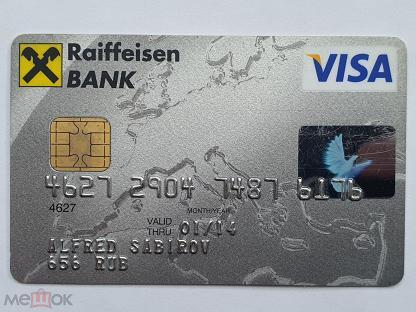 Raiffeisen
BANK
VISA
4627 2904 7487 6176
4627
MONTH/YEAR
VALID THRU 01/14
ALFRED SABIROV
656 RUB
мешок